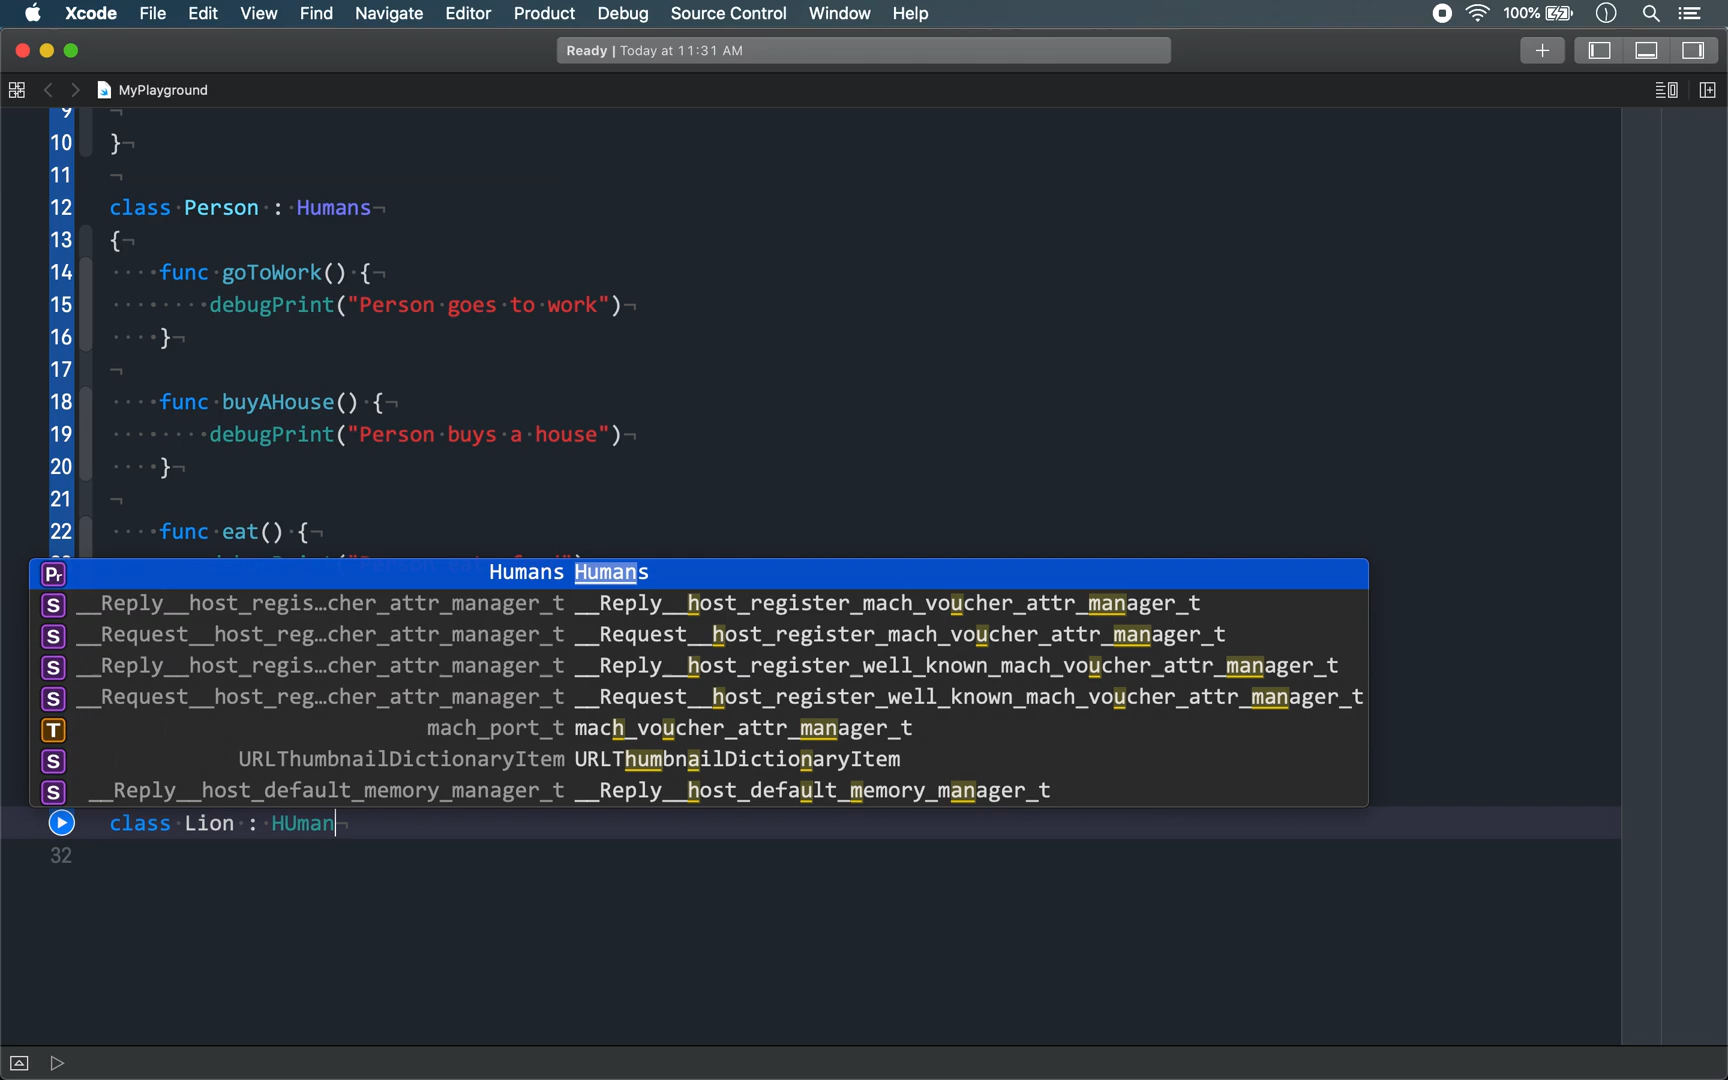 Xcode File Edit View Find Navigate Editor Product Debug Source Control Window Help 100%
Ready | Today at 11:31 AM
MyPlayground
9
10 }
11
12 class Person : Humans
13 {
14 func goToWork() {
15 debugPrint("Person goes to work")
16 }
17
18 func buyAHouse() {
19 debugPrint("Person buys a house")
20 }
21
22 func eat() {
Pr Humans Humans
S __Reply__host_regis…cher_attr_manager_t __Reply__host_register_mach_voucher_attr_manager_t
S __Request__host_reg…cher_attr_manager_t __Request__host_register_mach_voucher_attr_manager_t
S __Reply__host_regis…cher_attr_manager_t __Reply__host_register_well_known_mach_voucher_attr_manager_t
S __Request__host_reg…cher_attr_manager_t __Request__host_register_well_known_mach_voucher_attr_manager_t
T mach_port_t mach_voucher_attr_manager_t
S URLThumbnailDictionaryItem URLThumbnailDictionaryItem
S __Reply__host_default_memory_manager_t __Reply__host_default_memory_manager_t
class Lion : HUman
32